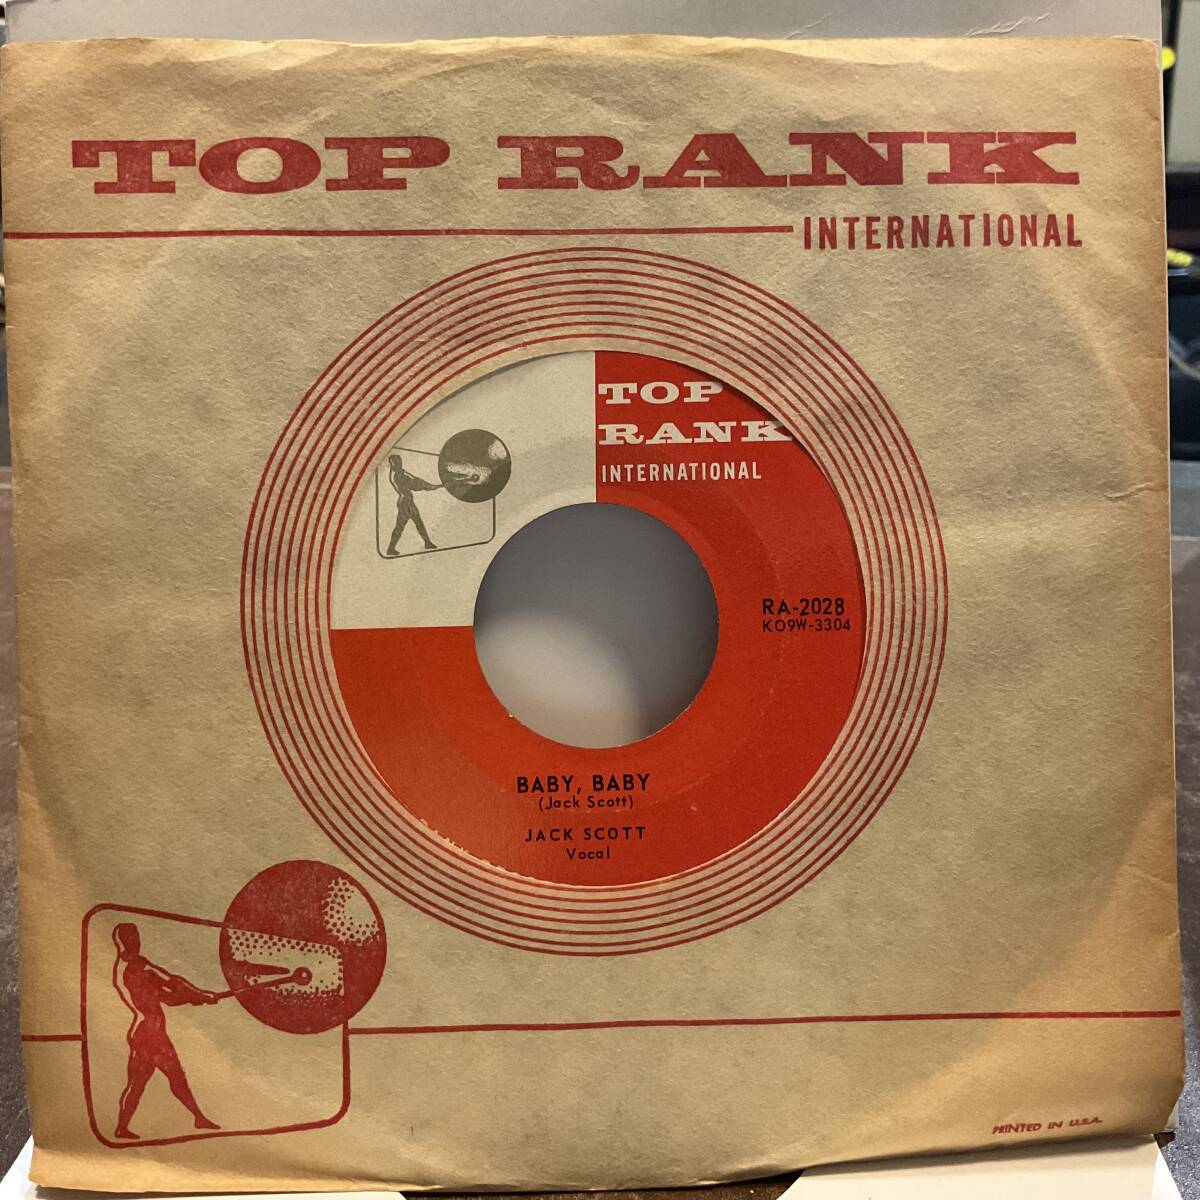 TOP RANK
INTERNATIONAL
TOP
RANK
INTERNATIONAL
RA-2028
KO9W-3304
BABY, BABY
(Jack Scott)
JACK SCOTT
Vocal
PRINTED IN U.S.A.